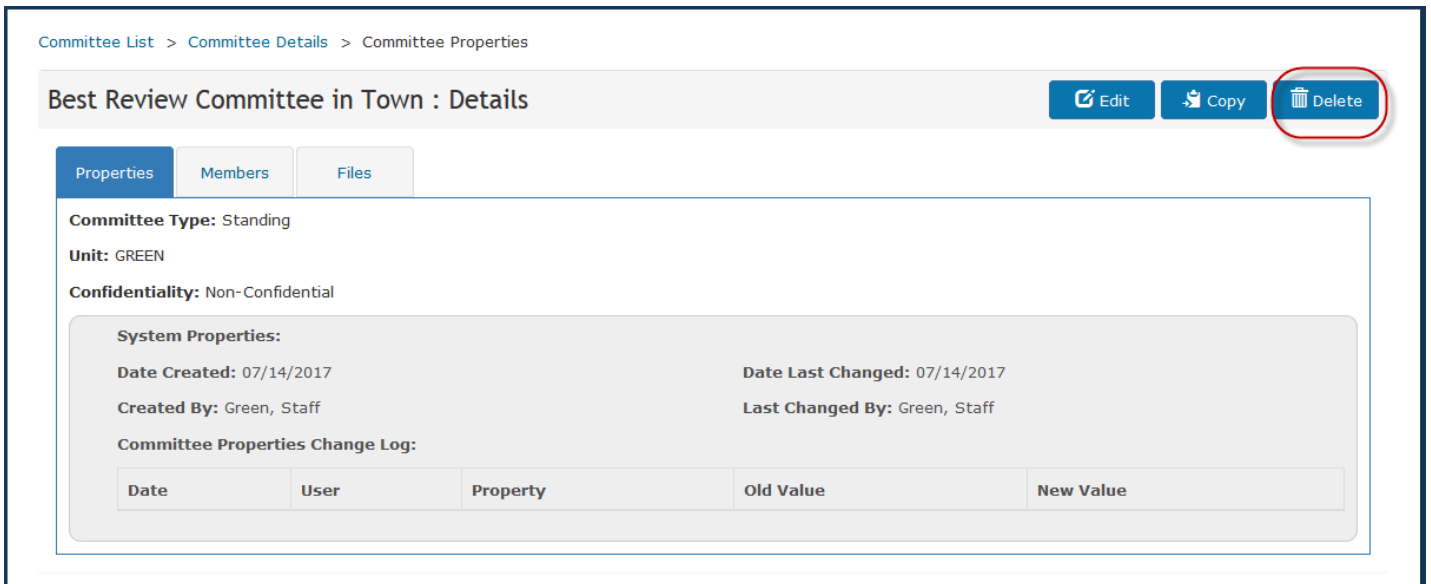 Committee List > Committee Details > Committee Properties
Best Review Committee in Town : Details
Edit Copy Delete
Properties Members Files
Committee Type: Standing
Unit: GREEN
Confidentiality: Non-Confidential
System Properties:
Date Created: 07/14/2017 Date Last Changed: 07/14/2017
Created By: Green, Staff Last Changed By: Green, Staff
Committee Properties Change Log:
Date User Property Old Value New Value